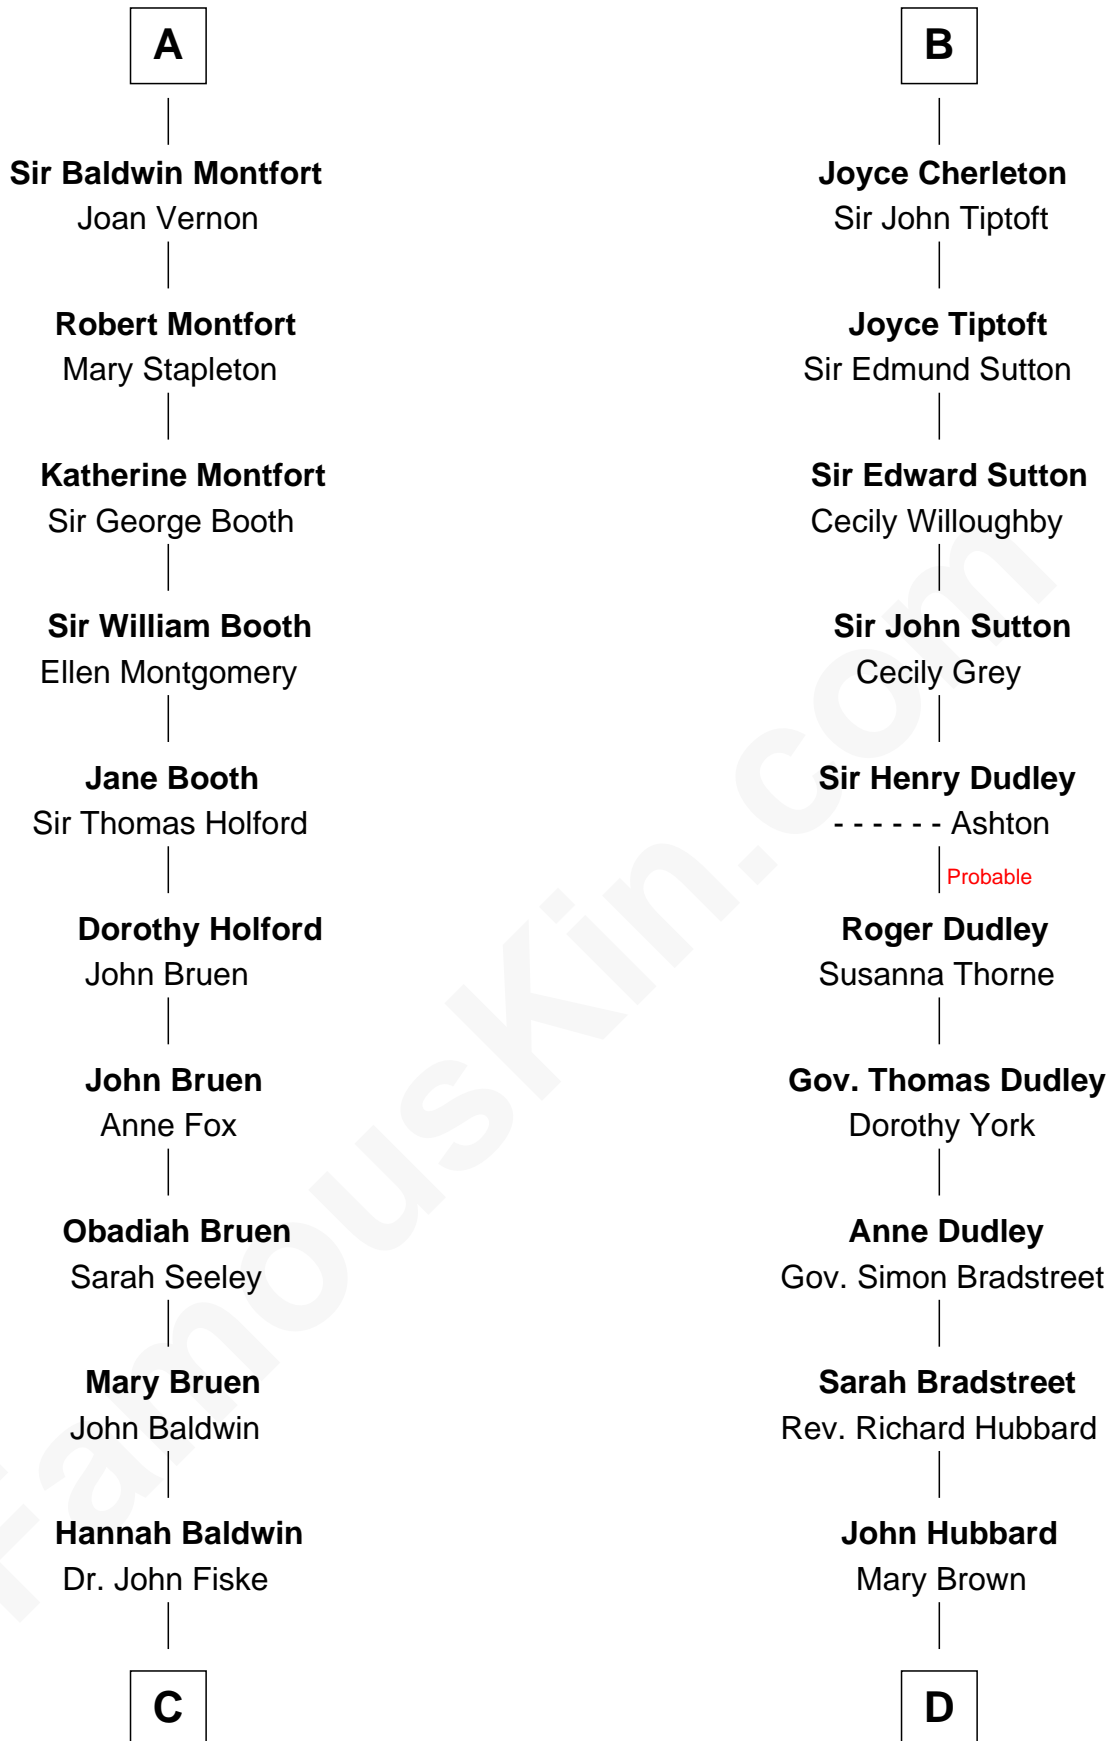 A
Sir Baldwin Montfort
Joan Vernon
Robert Montfort
Mary Stapleton
Katherine Montfort
Sir George Booth
Sir William Booth
Ellen Montgomery
Jane Booth
Sir Thomas Holford
Dorothy Holford
John Bruen
John Bruen
Anne Fox
Obadiah Bruen
Sarah Seeley
Mary Bruen
John Baldwin
Hannah Baldwin
Dr. John Fiske
C
B
Joyce Cherleton
Sir John Tiptoft
Joyce Tiptoft
Sir Edmund Sutton
Sir Edward Sutton
Cecily Willoughby
Sir John Sutton
Cecily Grey
Sir Henry Dudley
- - - - - - Ashton
Probable
Roger Dudley
Susanna Thorne
Gov. Thomas Dudley
Dorothy York
Anne Dudley
Gov. Simon Bradstreet
Sarah Bradstreet
Rev. Richard Hubbard
John Hubbard
Mary Brown
D
FamousKin.com